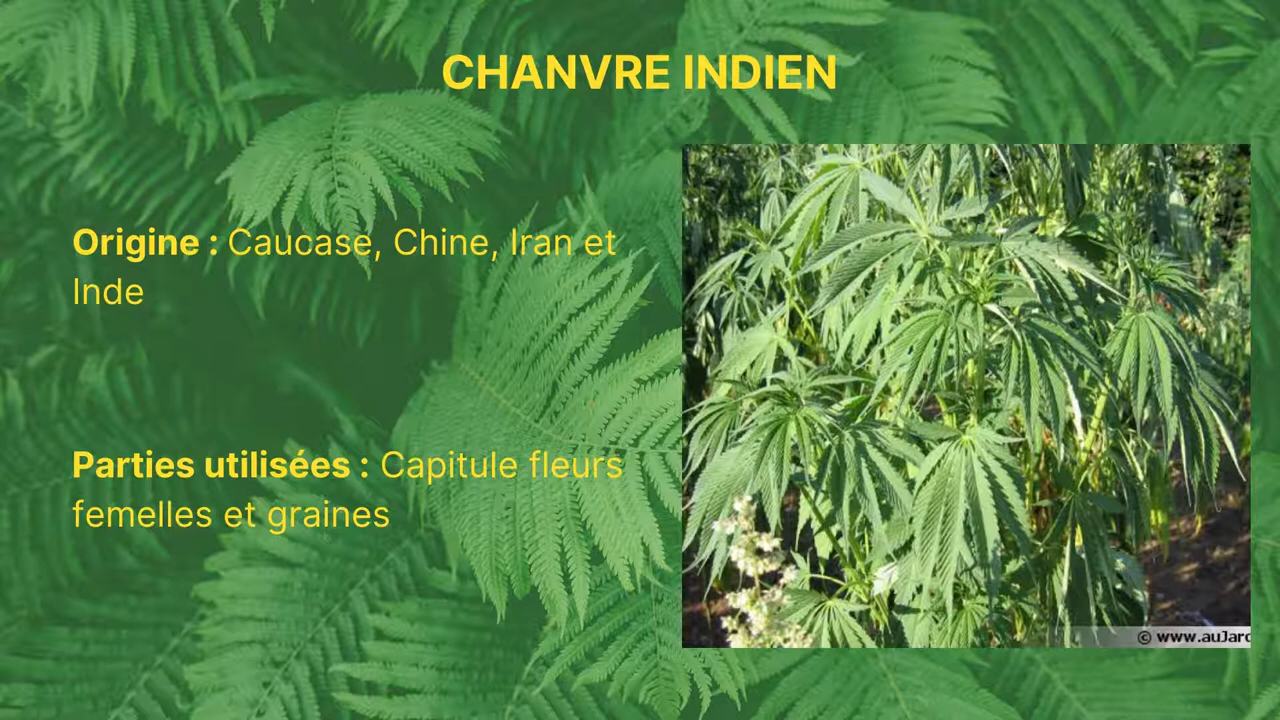 CHANVRE INDIEN
Origine : Caucase, Chine, Iran et
Inde
Parties utilisées : Capitule fleurs
femelles et graines
© www.auJard